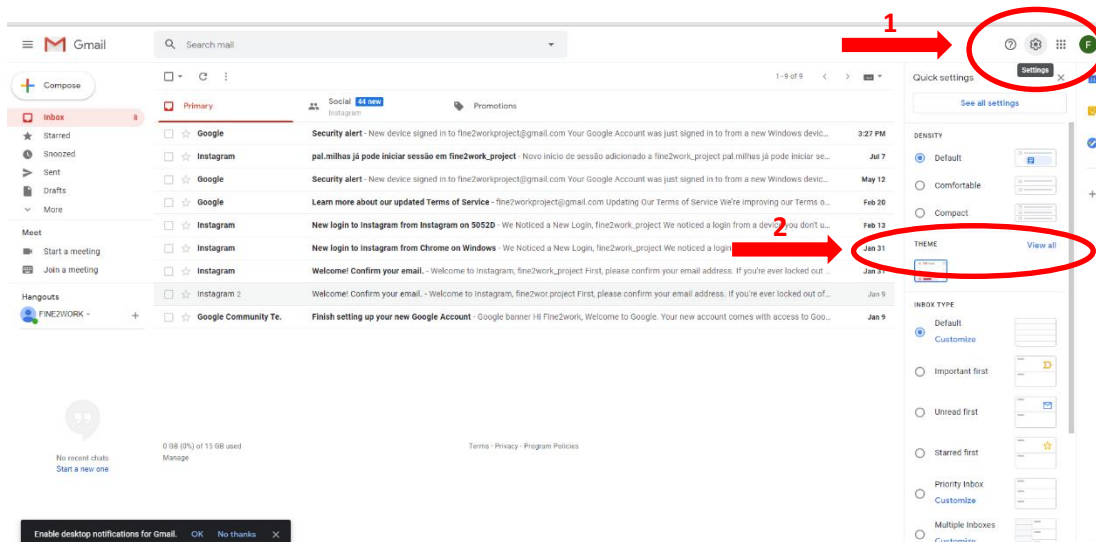 1
Gmail
Search mail
F
Settings
Compose
1–9 of 9
Quick settings
See all settings
Inbox 8
Starred
Snoozed
Sent
Drafts
More
Primary
Social 44 new
Instagram
Promotions
Google Security alert - New device signed in to fine2workproject@gmail.com Your Google Account was just signed in to from a new Windows devic... 3:27 PM
Instagram pal.milhas já pode iniciar sessão em fine2work_project - Novo início de sessão adicionado a fine2work_project pal.milhas já pode iniciar se... Jul 7
Google Security alert - New device signed in to fine2workproject@gmail.com Your Google Account was just signed in to from a new Windows devic... May 12
Google Learn more about our updated Terms of Service - fine2workproject@gmail.com Updating Our Terms of Service We're improving our Terms o... Feb 20
Instagram New login to Instagram from Instagram on 5052D - We Noticed a New Login, fine2work_project We noticed a login from a device you don't u... Feb 13
2
Instagram New login to Instagram from Chrome on Windows - We Noticed a New Login, fine2work_project We noticed a login Jan 31
Instagram Welcome! Confirm your email. - Welcome to Instagram, fine2work_project First, please confirm your email address. If you're ever locked out ... Jan 31
Instagram 2 Welcome! Confirm your email. - Welcome to Instagram, fine2wor.project First, please confirm your email address. If you're ever locked out of... Jan 9
Google Community Te. Finish setting up your new Google Account - Google banner Hi Fine2work, Welcome to Google. Your new account comes with access to Goo... Jan 9
Meet
Start a meeting
Join a meeting
Hangouts
FINE2WORK
No recent chats
Start a new one
0 GB (0%) of 15 GB used
Manage
Terms - Privacy - Program Policies
DENSITY
Default
Comfortable
Compact
THEME View all
INBOX TYPE
Default
Customize
Important first
Unread first
Starred first
Priority Inbox
Customize
Multiple Inboxes
Customize
Enable desktop notifications for Gmail. OK No thanks